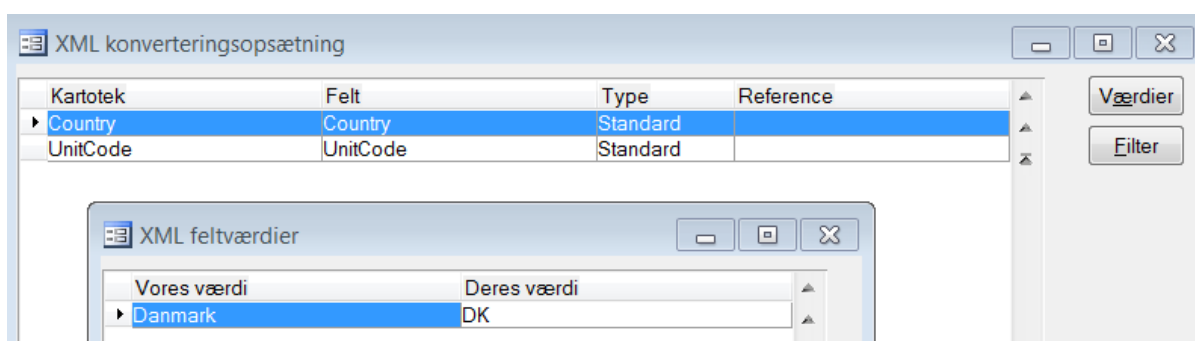 XML konverteringsopsætning
Kartotek Felt Type Reference Værdier
Country Country Standard
UnitCode UnitCode Standard Filter
XML feltværdier
Vores værdi Deres værdi
Danmark DK